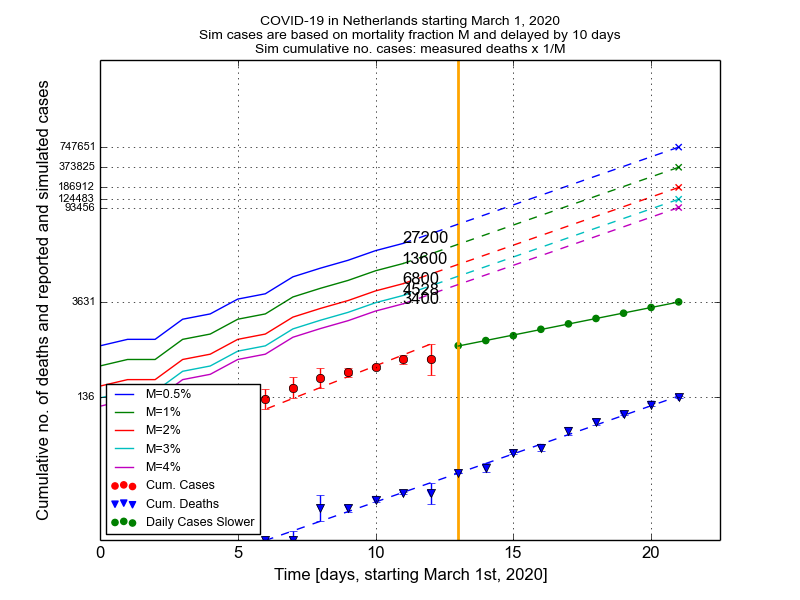 COVID-19 in Netherlands starting March 1, 2020
Sim cases are based on mortality fraction M and delayed by 10 days
Sim cumulative no. cases: measured deaths x 1/M
Cumulative no. of deaths and reported and simulated cases
747651
373825
186912
124483
93456
3631
136
27200
13600
6800
4528
3400
M=0.5%
M=1%
M=2%
M=3%
M=4%
Cum. Cases
Cum. Deaths
Daily Cases Slower
0 5 10 15 20
Time [days, starting March 1st, 2020]